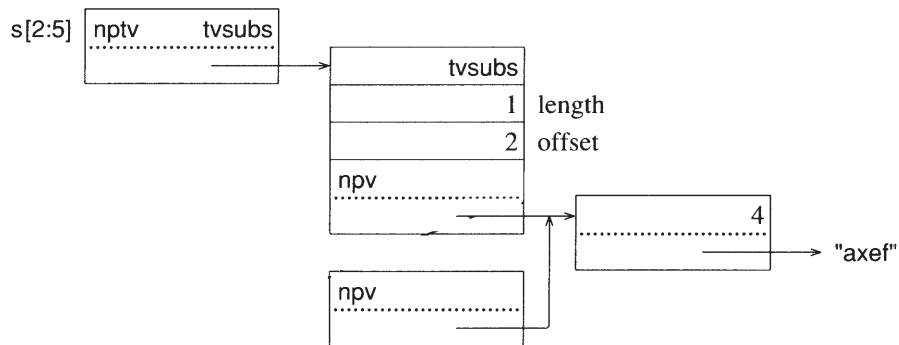 s[2:5] nptv tvsubs
tvsubs
1 length
2 offset
npv
4
"axef"
npv